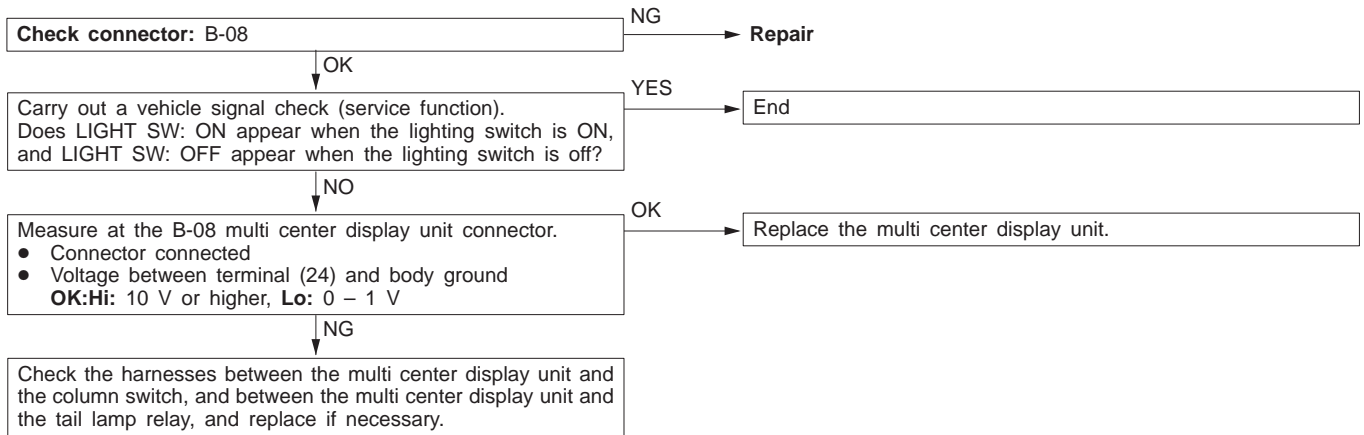 Check connector: B-08
NG
Repair
OK
Carry out a vehicle signal check (service function).
Does LIGHT SW: ON appear when the lighting switch is ON,
and LIGHT SW: OFF appear when the lighting switch is off?
YES
End
NO
Measure at the B-08 multi center display unit connector.
● Connector connected
● Voltage between terminal (24) and body ground
OK:Hi: 10 V or higher, Lo: 0 – 1 V
OK
Replace the multi center display unit.
NG
Check the harnesses between the multi center display unit and
the column switch, and between the multi center display unit and
the tail lamp relay, and replace if necessary.